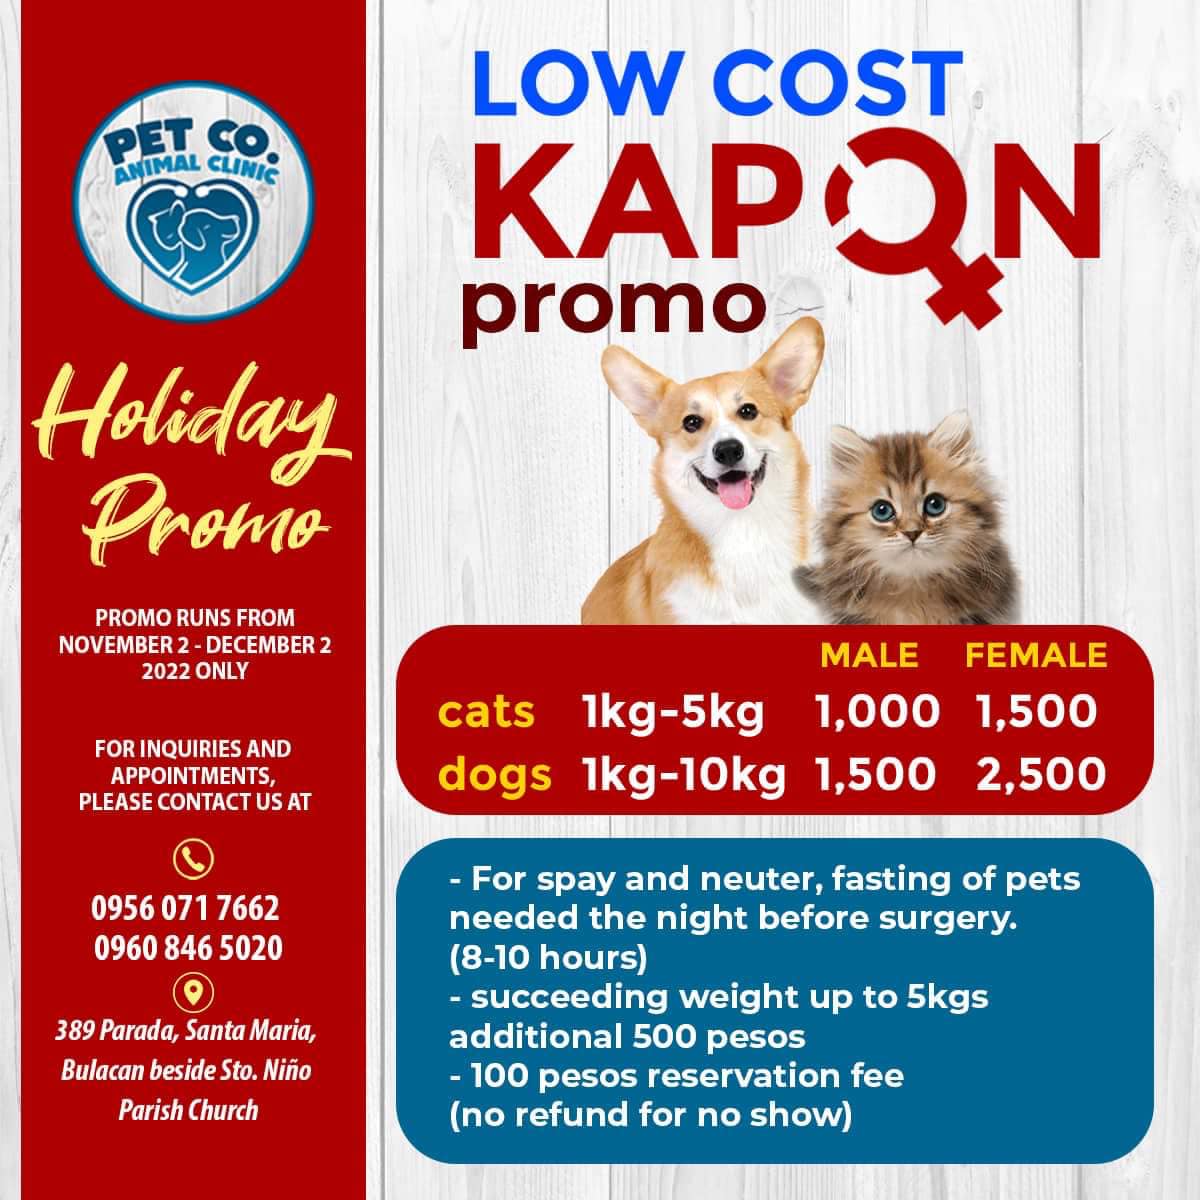 PET CO.
ANIMAL CLINIC
Holiday
Promo
PROMO RUNS FROM
NOVEMBER 2 - DECEMBER 2
2022 ONLY
FOR INQUIRIES AND
APPOINTMENTS,
PLEASE CONTACT US AT
0956 071 7662
0960 846 5020
389 Parada, Santa Maria,
Bulacan beside Sto. Niño
Parish Church
LOW COST
KAPON
promo
MALE FEMALE
cats 1kg-5kg 1,000 1,500
dogs 1kg-10kg 1,500 2,500
- For spay and neuter, fasting of pets
needed the night before surgery.
(8-10 hours)
- succeeding weight up to 5kgs
additional 500 pesos
- 100 pesos reservation fee
(no refund for no show)